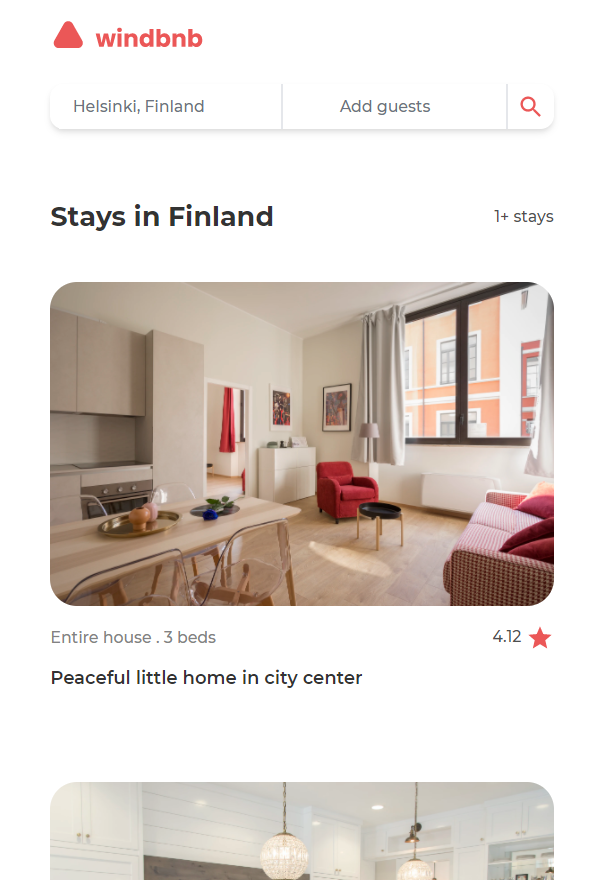 windbnb
Helsinki, Finland
Add guests
Stays in Finland
1+ stays
Entire house . 3 beds
4.12
Peaceful little home in city center